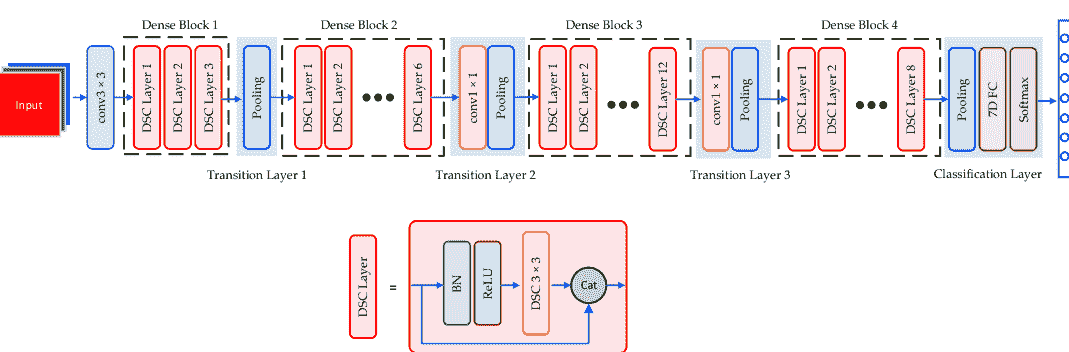 Dense Block 1
Dense Block 2
Dense Block 3
Dense Block 4
Input
conv3 × 3
DSC Layer 1
DSC Layer 2
DSC Layer 3
Pooling
DSC Layer 1
DSC Layer 2
DSC Layer 6
conv1 × 1
Pooling
DSC Layer 1
DSC Layer 2
DSC Layer 12
conv1 × 1
Pooling
DSC Layer 1
DSC Layer 2
DSC Layer 8
Pooling
7D FC
Softmax
Transition Layer 1
Transition Layer 2
Transition Layer 3
Classification Layer
DSC Layer
=
BN
ReLU
DSC 3 × 3
Cat